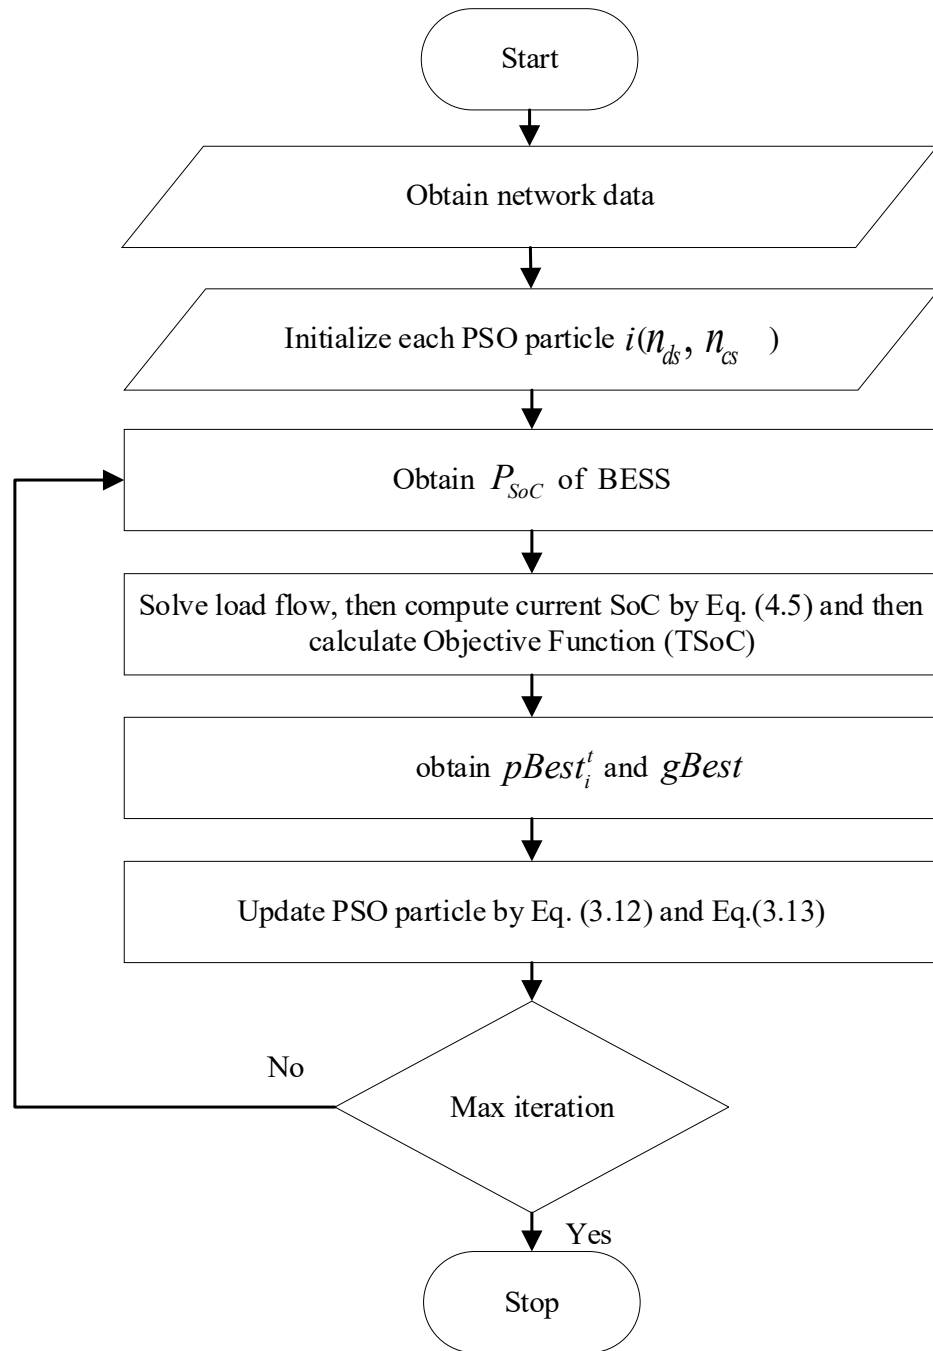 Start
Obtain network data
Initialize each PSO particle i(n_ds, n_cs )
Obtain P_SoC of BESS
Solve load flow, then compute current SoC by Eq. (4.5) and then
calculate Objective Function (TSoC)
obtain pBest_i^t and gBest
Update PSO particle by Eq. (3.12) and Eq.(3.13)
No
Max iteration
Yes
Stop